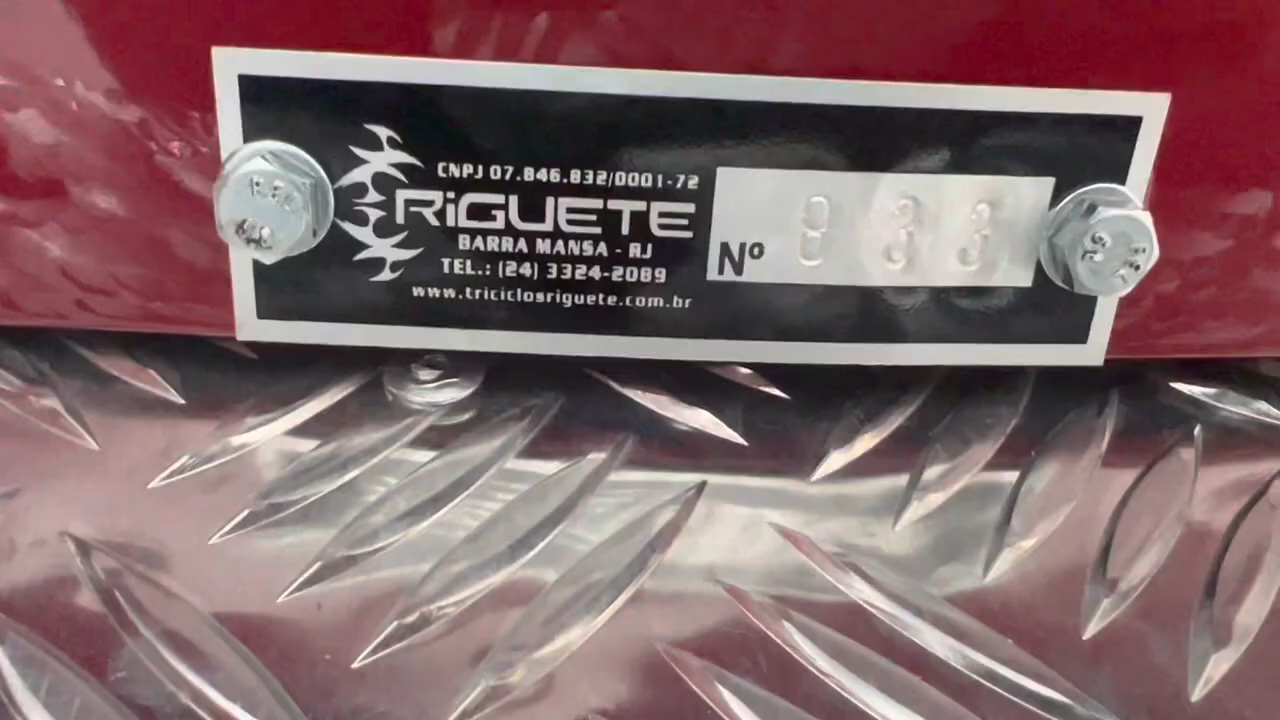 CNPJ 07.846.832/0001-72
RiGUETE
BARRA MANSA - RJ
TEL.: (24) 3324-2089
www.triciclosriguete.com.br
Nº 033